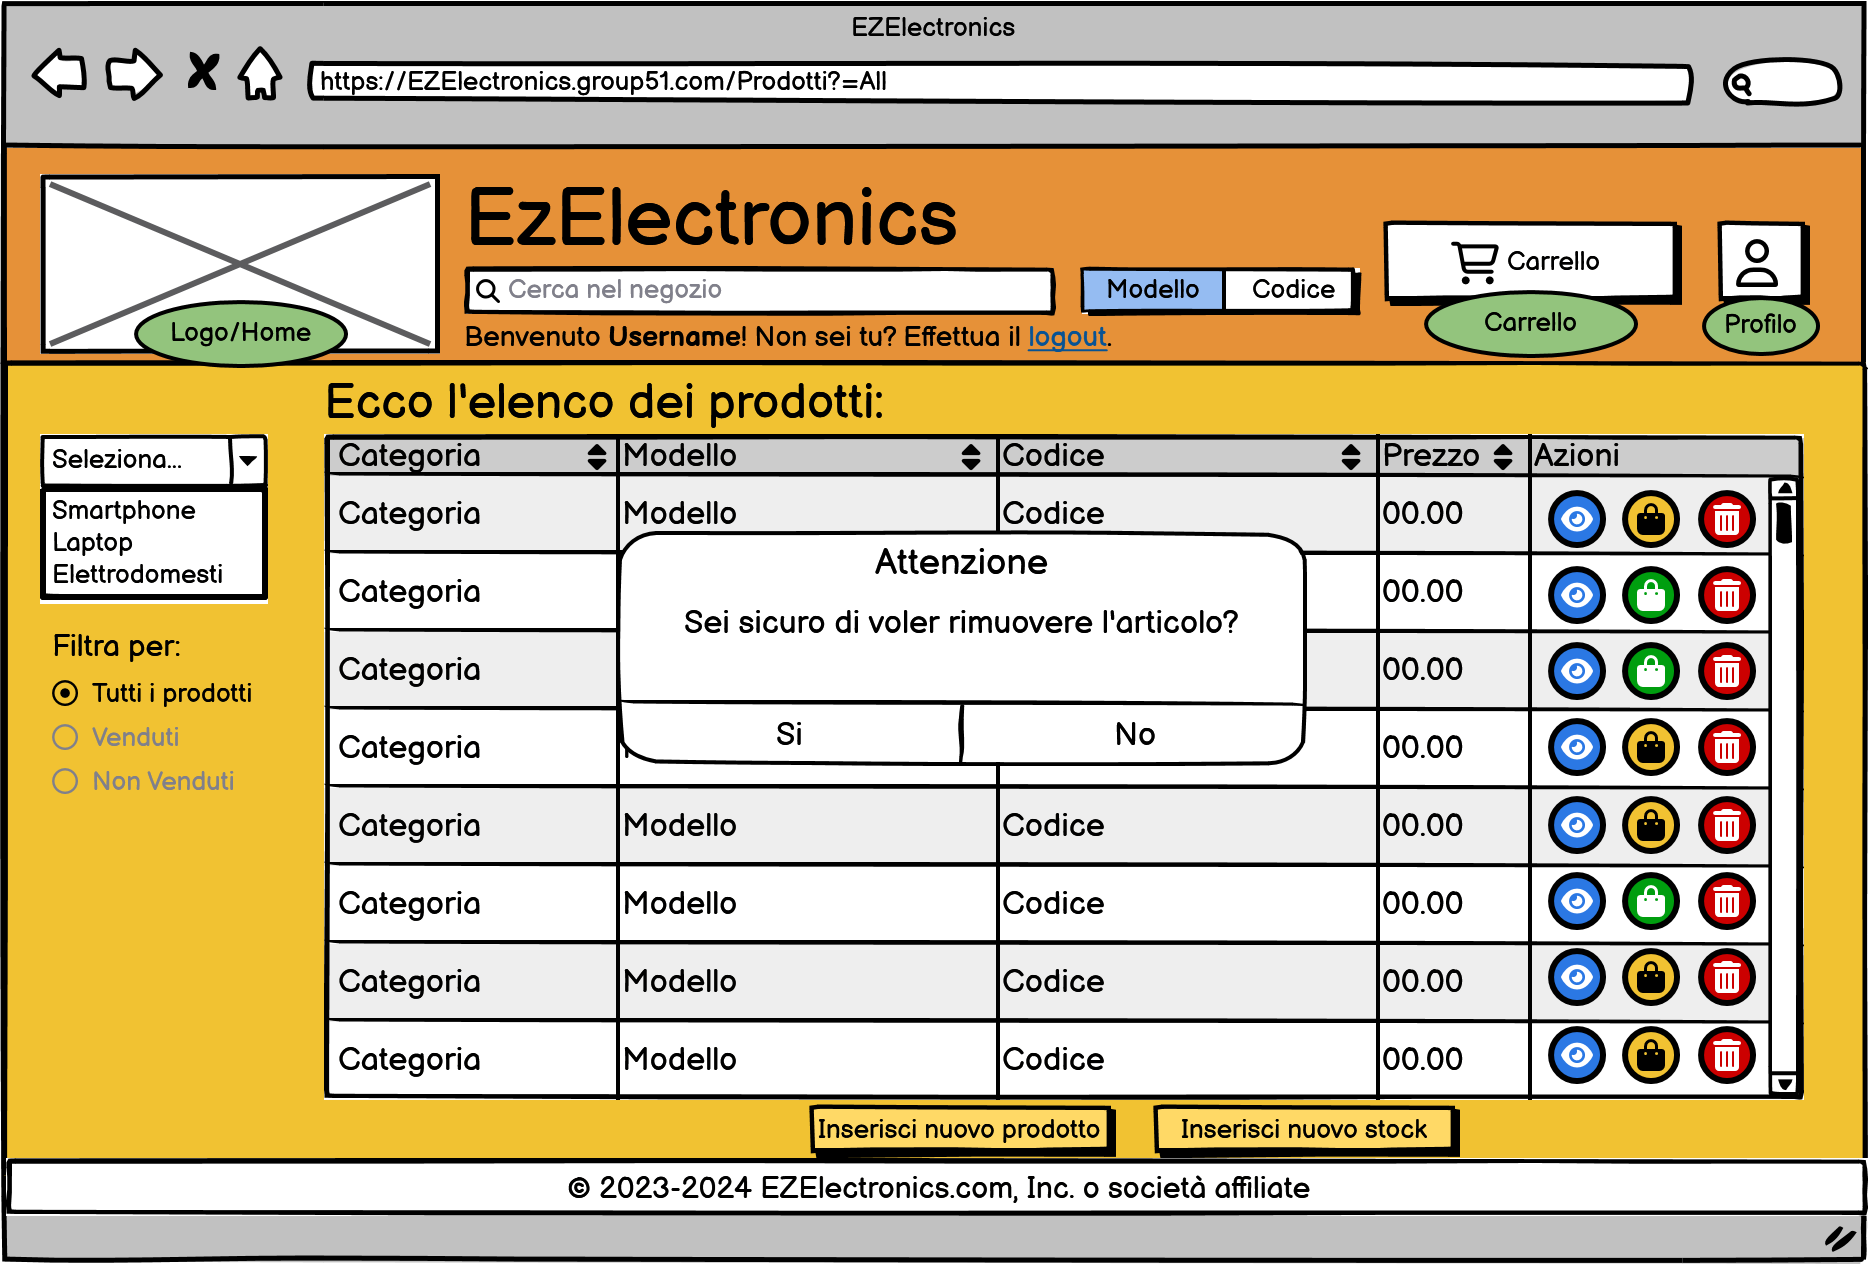 EZElectronics
https://EZElectronics.group51.com/Prodotti?=All
EzElectronics
Cerca nel negozio
Modello Codice
Carrello
Logo/Home
Benvenuto Username! Non sei tu? Effettua il logout.
Carrello
Profilo
Ecco l'elenco dei prodotti:
Seleziona...
Smartphone
Laptop
Elettrodomesti
Filtra per:
Tutti i prodotti
Venduti
Non Venduti
Categoria Modello Codice Prezzo Azioni
Categoria Modello Codice 00.00
Categoria 00.00
Categoria 00.00
Categoria 00.00
Categoria Modello Codice 00.00
Categoria Modello Codice 00.00
Categoria Modello Codice 00.00
Categoria Modello Codice 00.00
Attenzione
Sei sicuro di voler rimuovere l'articolo?
Si No
Inserisci nuovo prodotto Inserisci nuovo stock
© 2023-2024 EZElectronics.com, Inc. o società affiliate